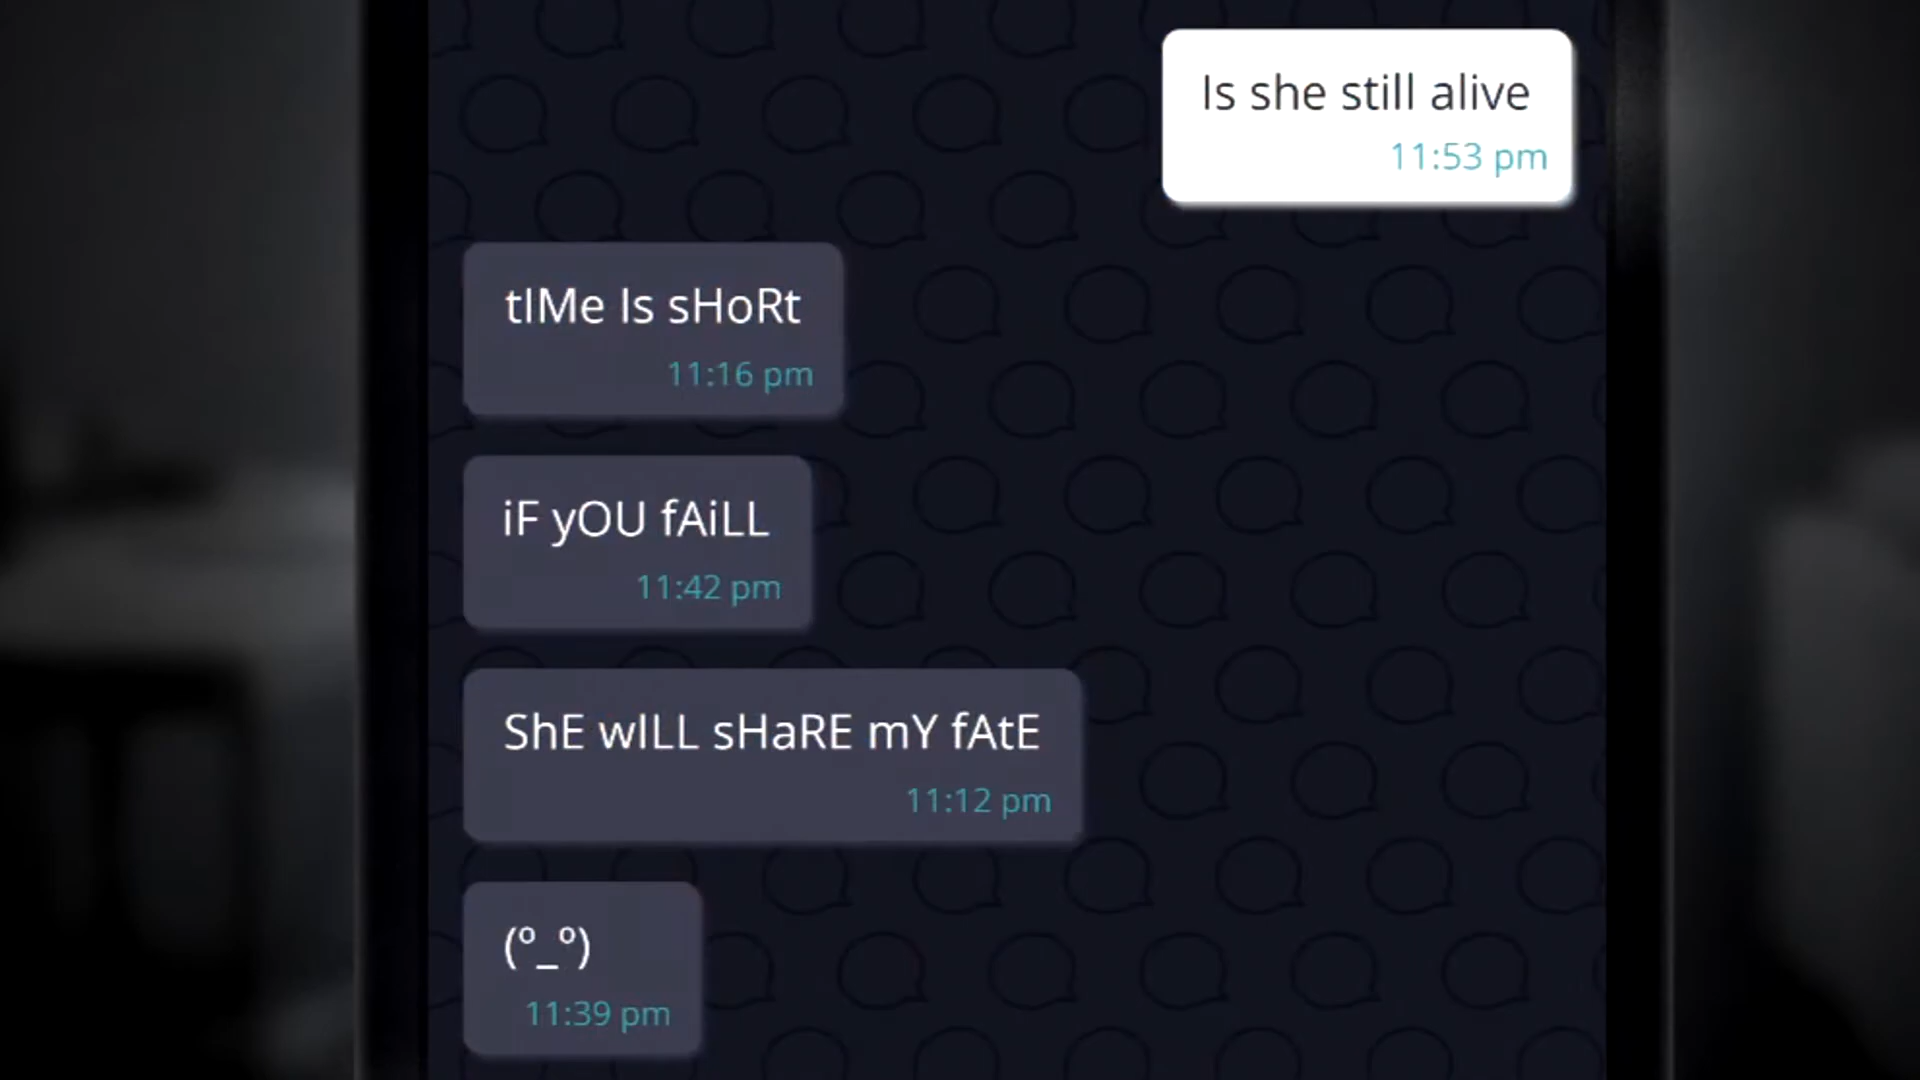 Is she still alive
11:53 pm
tIMe Is sHoRt
11:16 pm
iF yOU fAiLL
11:42 pm
ShE wILL sHaRE mY fAtE
11:12 pm
(º_º)
11:39 pm